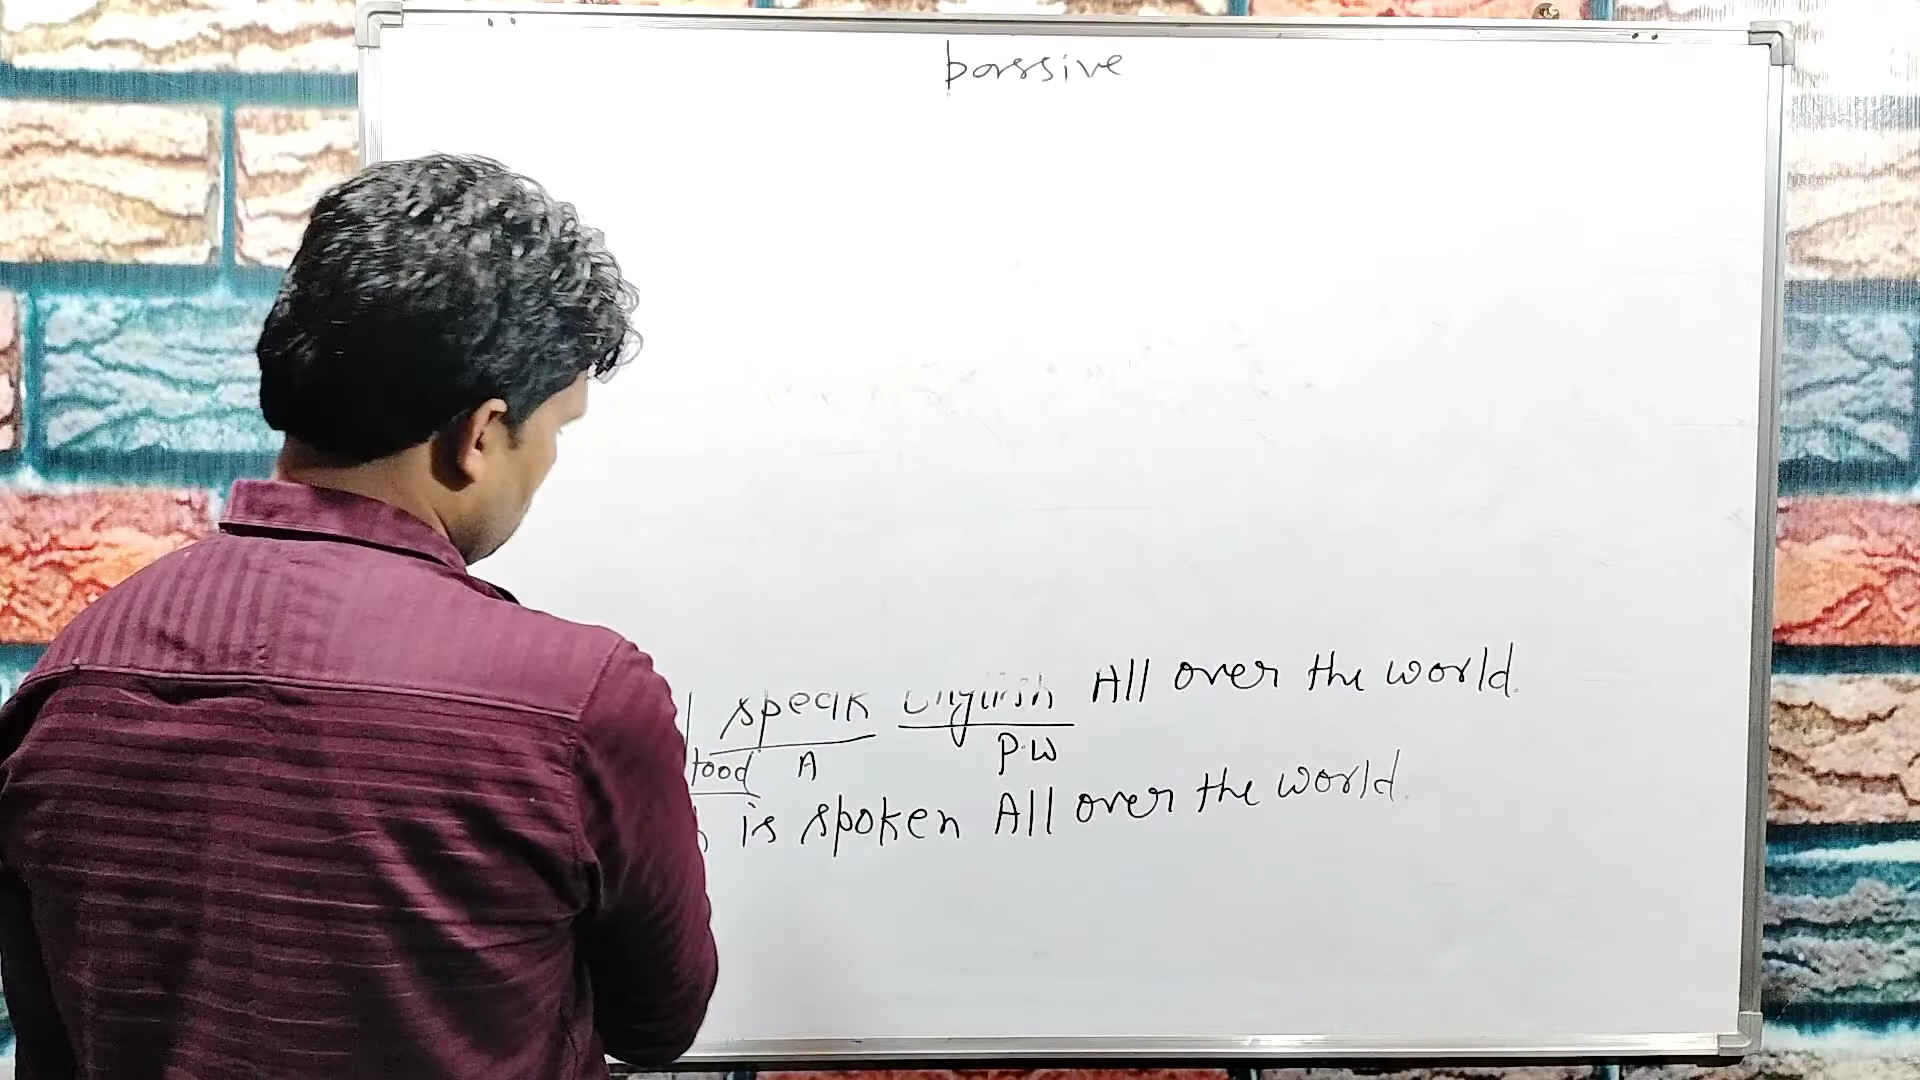 passive
speak English All over the world.
A P.W
is spoken All over the world.